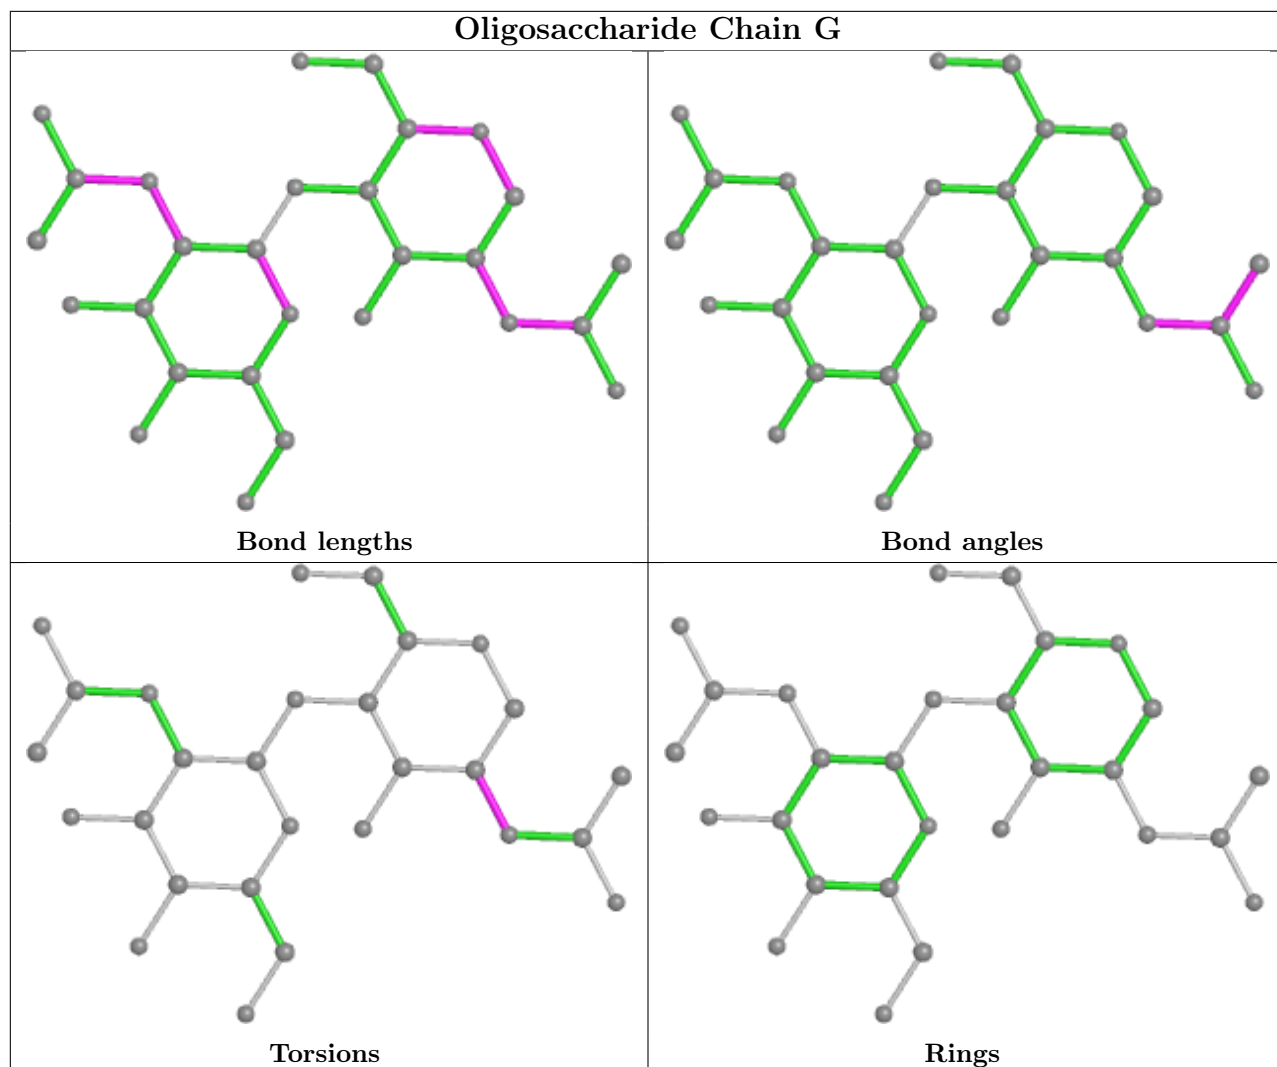 Oligosaccharide Chain G
Bond lengths
Bond angles
Torsions
Rings